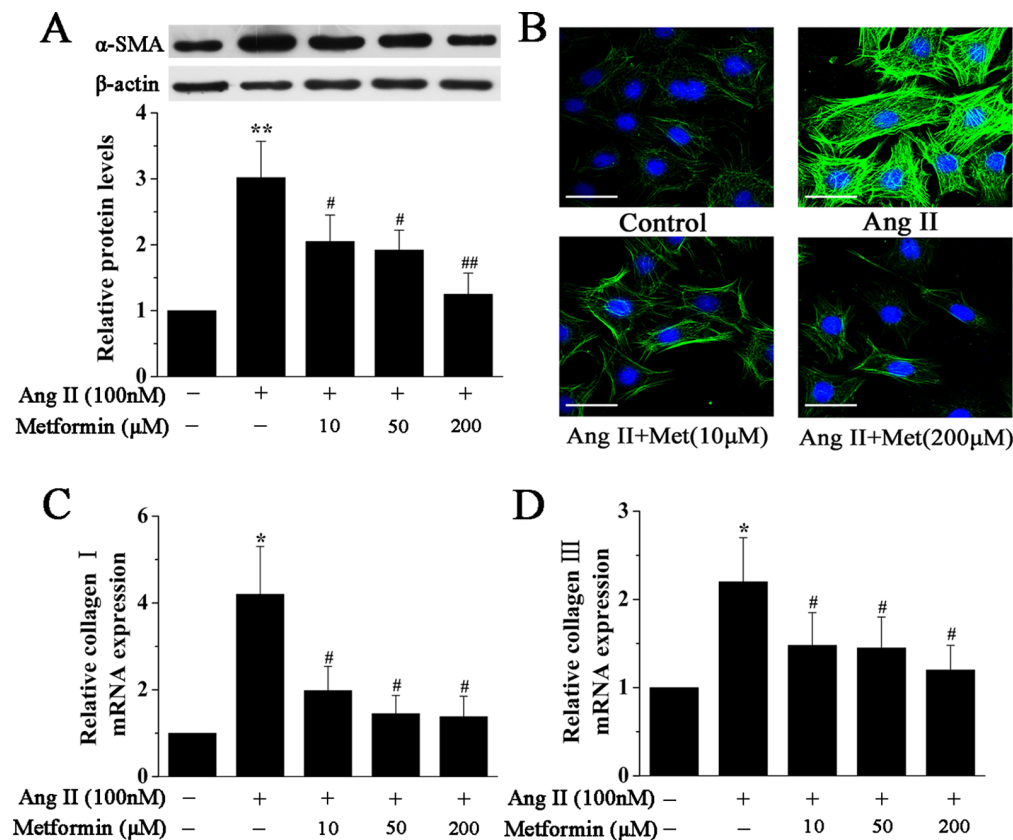 A
α-SMA
β-actin
Relative protein levels
4
3
2
1
0
**
#
#
##
Ang II (100nM) − + + + +
Metformin (μM) − − 10 50 200
B
Control
Ang II
Ang II+Met(10μM)
Ang II+Met(200μM)
C
Relative collagen I
mRNA expression
6
4
2
0
*
#
#
#
Ang II (100nM) − + + + +
Metformin (μM) − − 10 50 200
D
Relative collagen III
mRNA expression
3
2
1
0
*
#
#
#
Ang II (100nM) − + + + +
Metformin (μM) − − 10 50 200